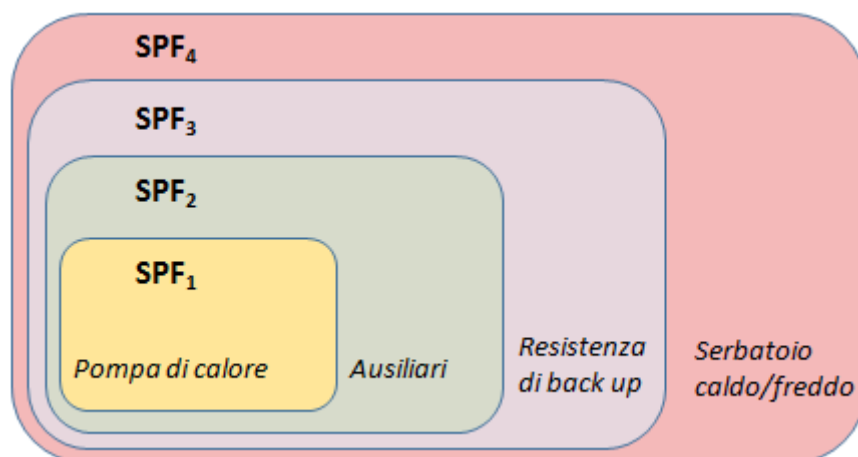 SPF₄
SPF₃
SPF₂
SPF₁
Pompa di calore
Ausiliari
Resistenza
di back up
Serbatoio
caldo/freddo